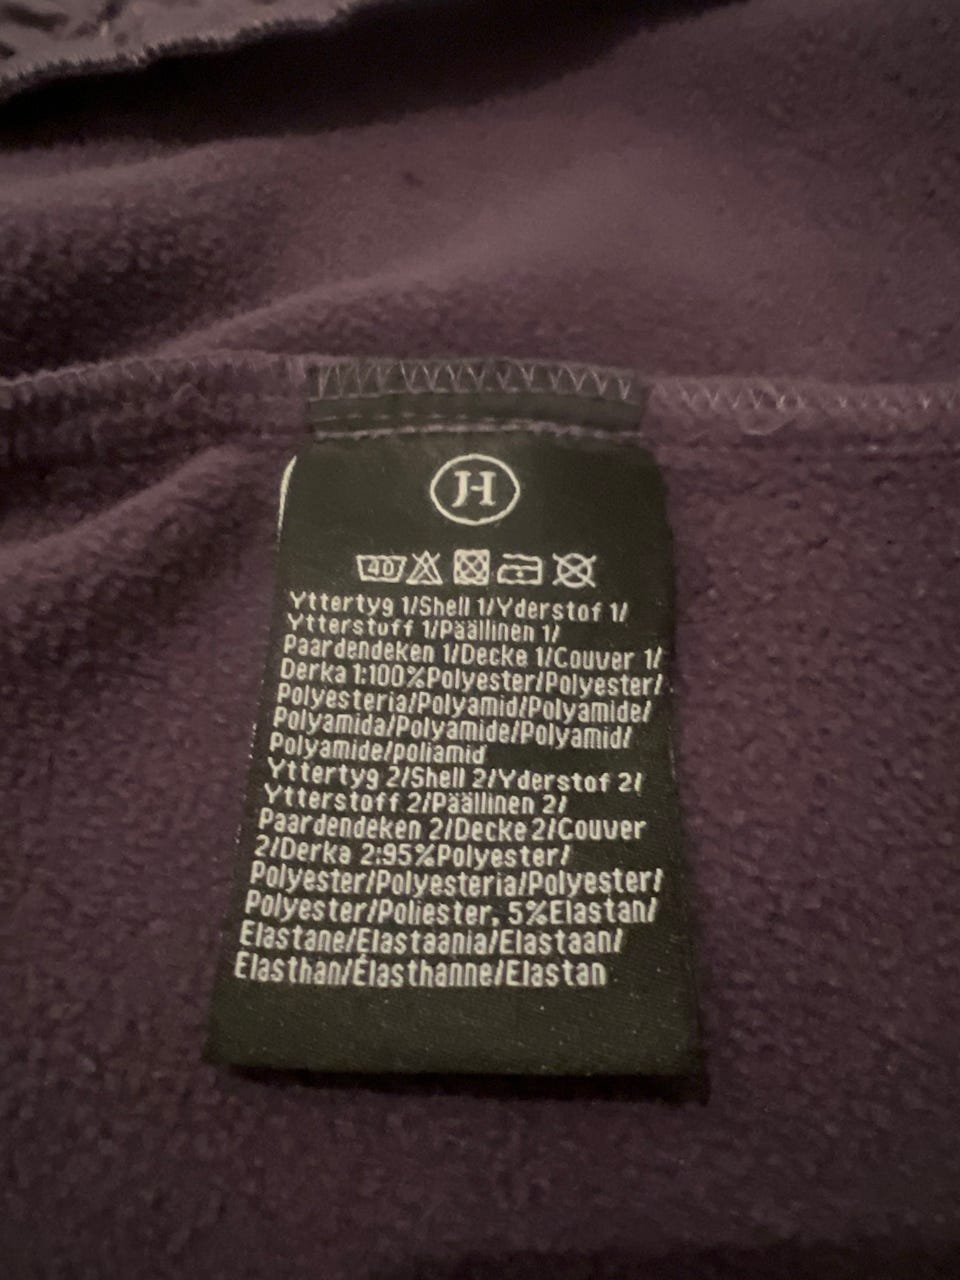 JH
40
Yttertyg 1/Shell 1/Yderstof 1/
Ytterstoff 1/Päällinen 1/
Paardendeken 1/Decke 1/Couver 1/
Derka 1:100%Polyester/Polyester/
Polyesteria/Polyamid/Polyamide/
Polyamida/Polyamide/Polyamid/
Polyamide/poliamid
Yttertyg 2/Shell 2/Yderstof 2/
Ytterstoff 2/Päällinen 2/
Paardendeken 2/Decke 2/Couver
2/Derka 2:95%Polyester/
Polyester/Polyesteria/Polyester/
Polyester/Poliester, 5%Elastan/
Elastane/Elastaania/Elastaan/
Elasthan/Élasthanne/Elastan